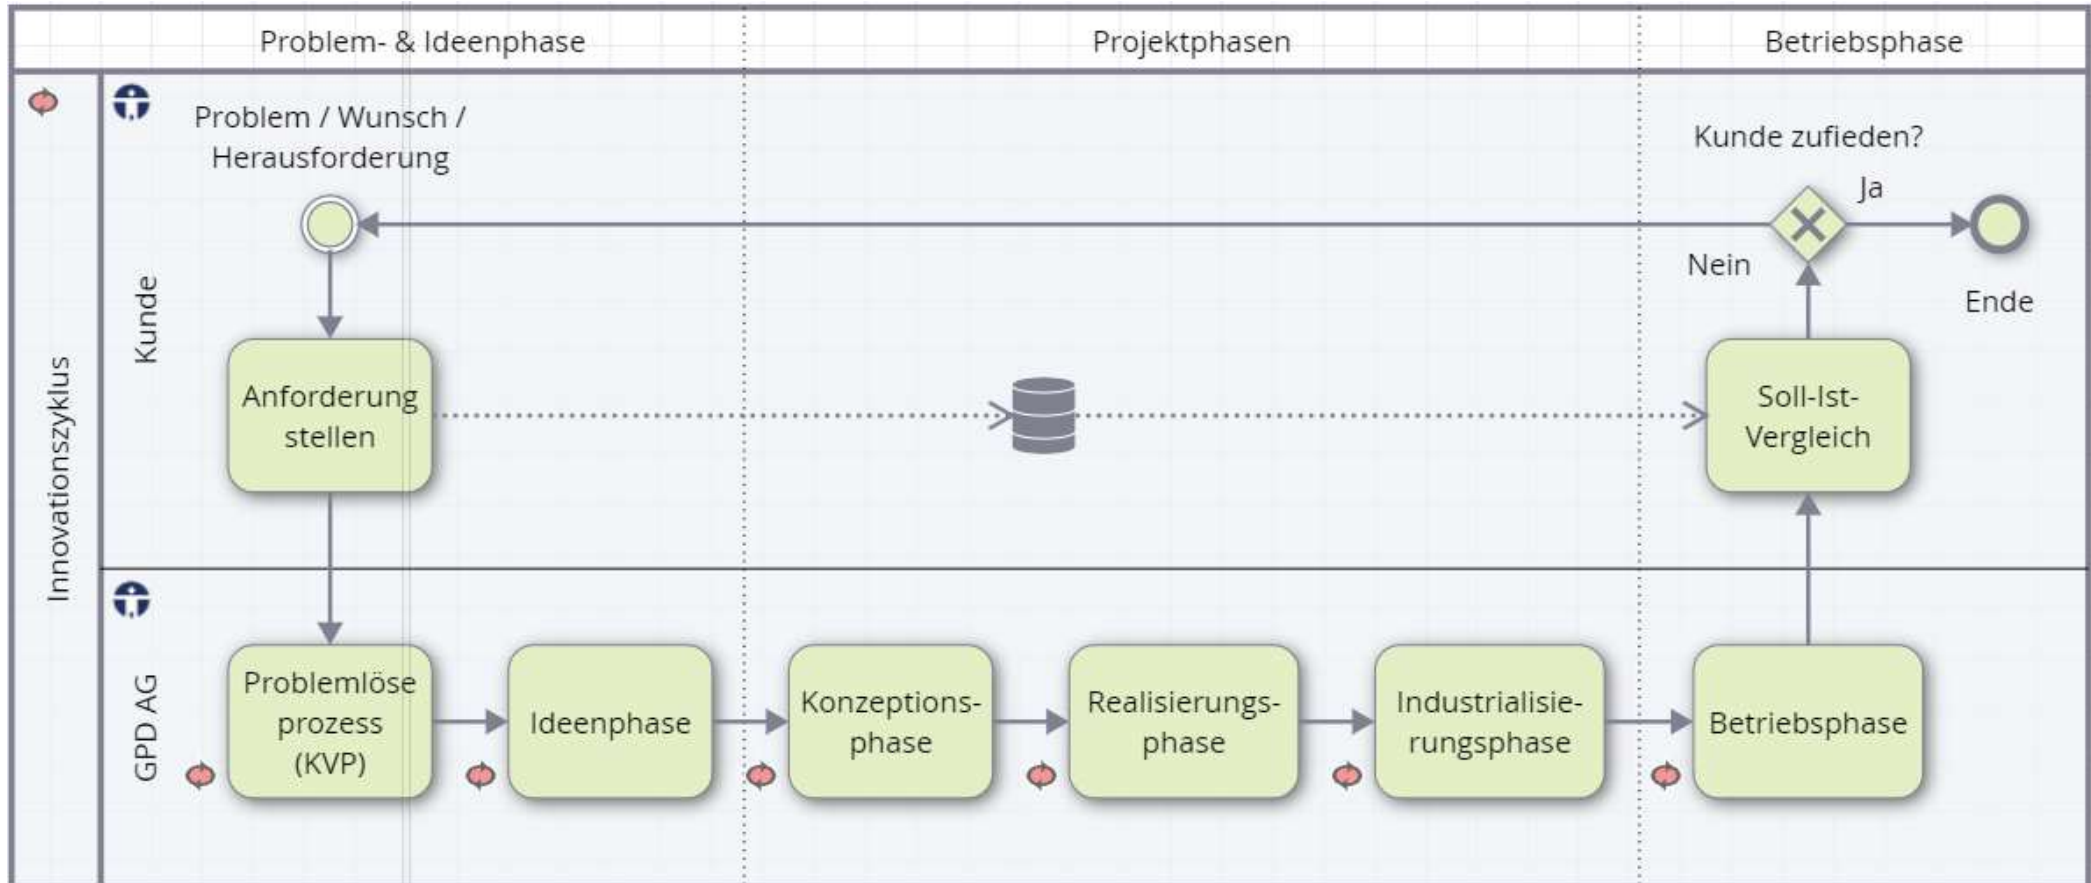 Problem- & Ideenphase
Projektphasen
Betriebsphase
Innovationszyklus
Kunde
Problem / Wunsch /
Herausforderung
Kunde zufieden?
Ja
Nein
Ende
Anforderung
stellen
Soll-Ist-
Vergleich
GPD AG
Problemlöse
prozess
(KVP)
Ideenphase
Konzeptions-
phase
Realisierungs-
phase
Industrialisie-
rungsphase
Betriebsphase